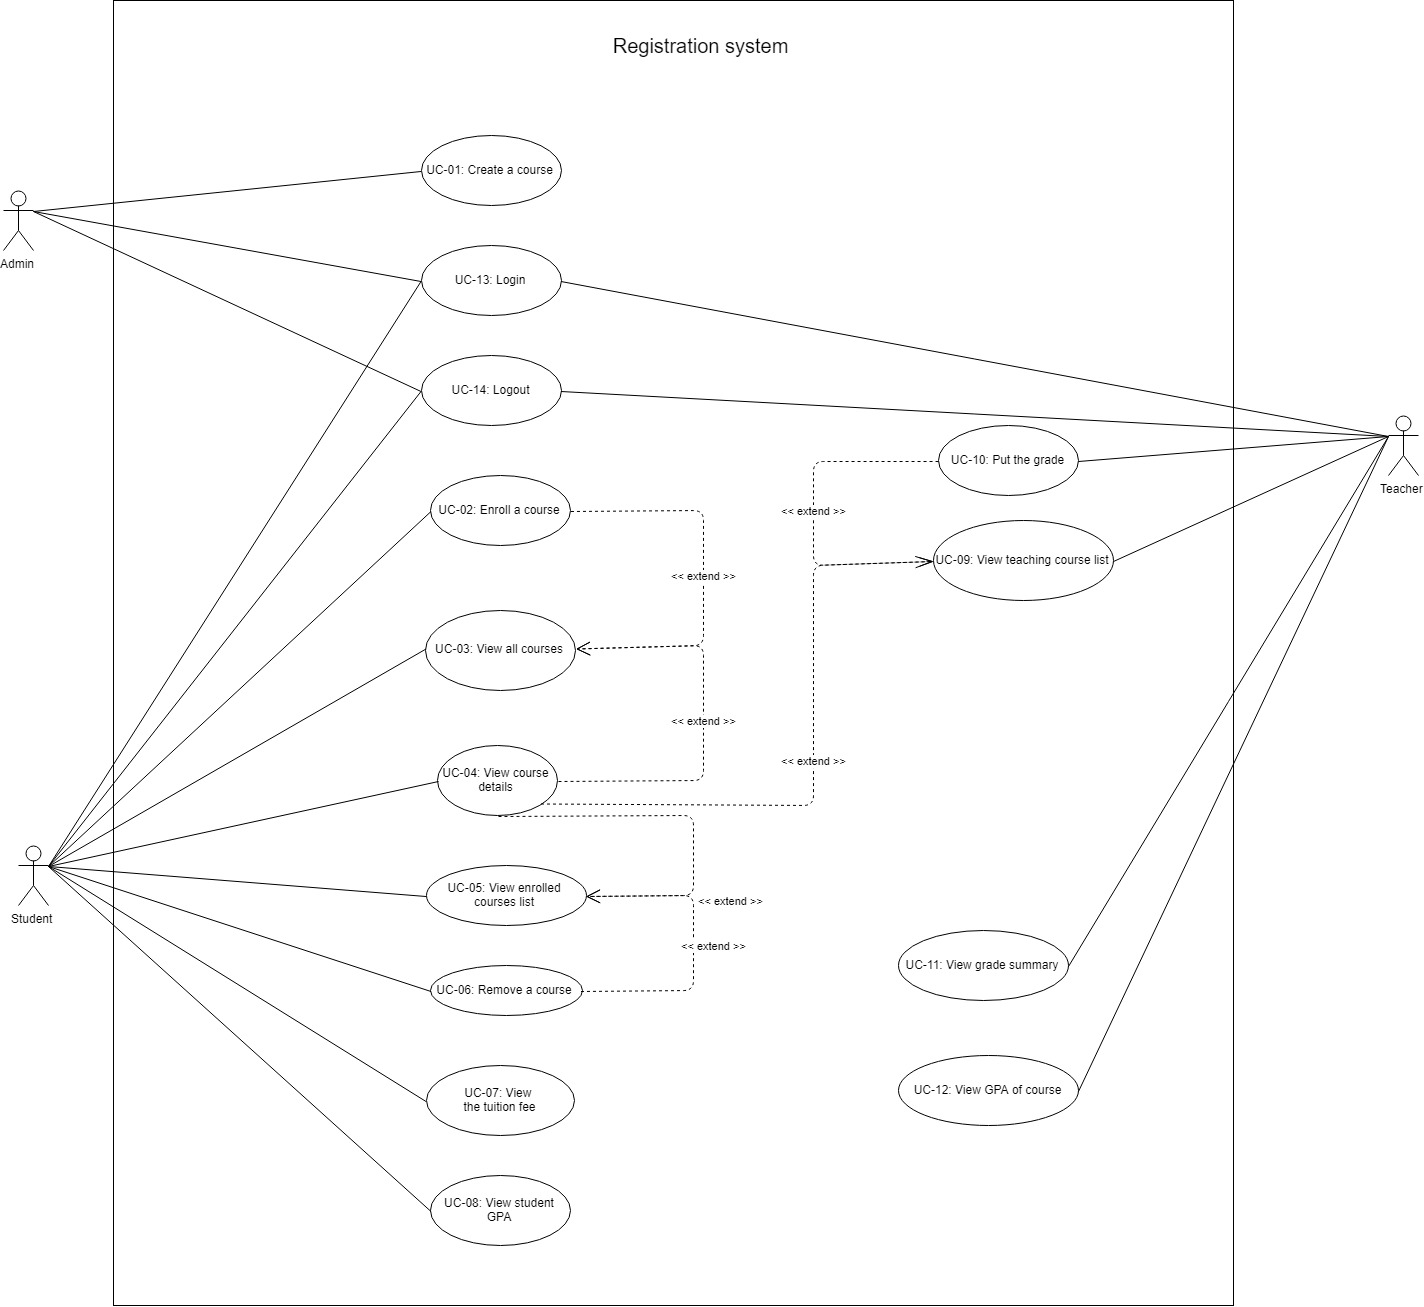 Registration system
UC-01: Create a course
Admin
UC-13: Login
UC-14: Logout
UC-10: Put the grade
Teacher
UC-02: Enroll a course
<< extend >>
UC-09: View teaching course list
<< extend >>
UC-03: View all courses
<< extend >>
<< extend >>
UC-04: View course
details
UC-05: View enrolled
courses list
<< extend >>
Student
<< extend >>
UC-11: View grade summary
UC-06: Remove a course
UC-07: View
the tuition fee
UC-12: View GPA of course
UC-08: View student
GPA